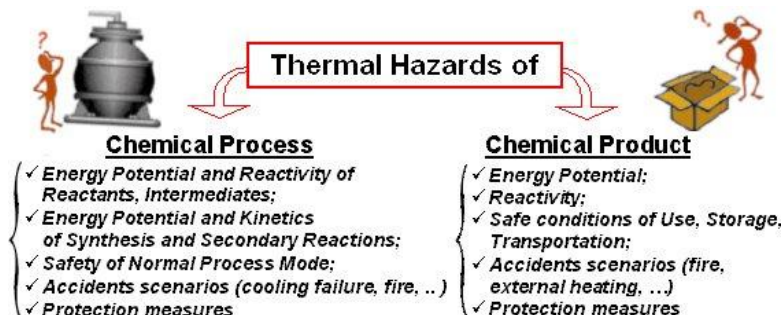 Thermal Hazards of
Chemical Process
✓ Energy Potential and Reactivity of
Reactants, Intermediates;
✓ Energy Potential and Kinetics
of Synthesis and Secondary Reactions;
✓ Safety of Normal Process Mode;
✓ Accidents scenarios (cooling failure, fire, .. )
✓ Protection measures
Chemical Product
✓ Energy Potential;
✓ Reactivity;
✓ Safe conditions of Use, Storage,
Transportation;
✓ Accidents scenarios (fire,
external heating, ...)
✓ Protection measures